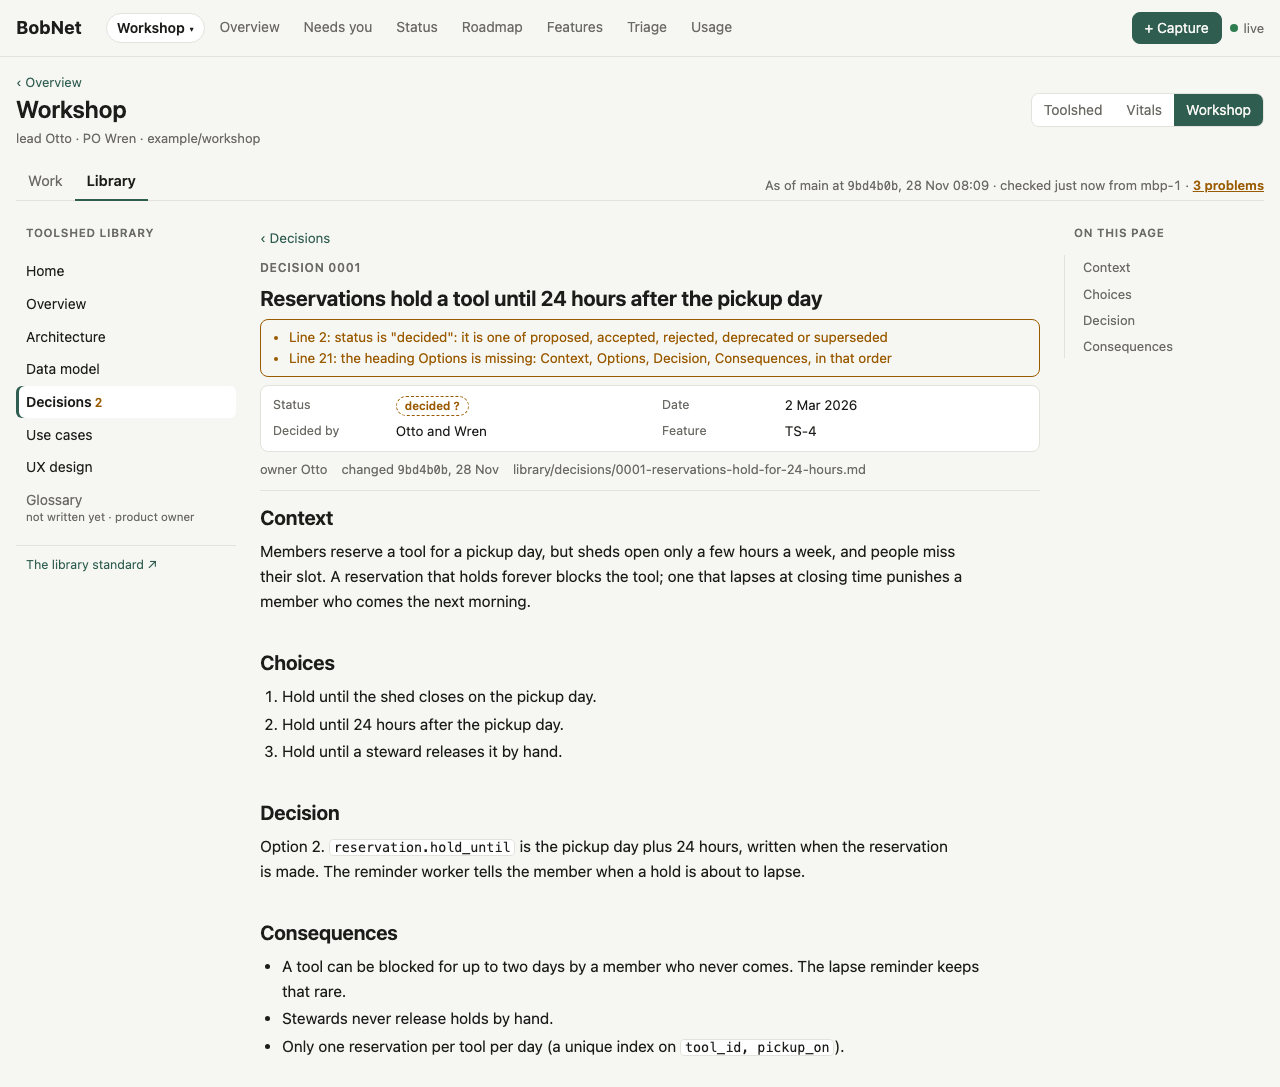 BobNet
Workshop ▾
Overview
Needs you
Status
Roadmap
Features
Triage
Usage
+ Capture
live
‹ Overview
Workshop
lead Otto · PO Wren · example/workshop
Toolshed
Vitals
Workshop
Work
Library
As of main at 9bd4b0b, 28 Nov 08:09 · checked just now from mbp-1 · 3 problems
TOOLSHED LIBRARY
Home
Overview
Architecture
Data model
Decisions 2
Use cases
UX design
Glossary
not written yet · product owner
The library standard ↗
‹ Decisions
DECISION 0001
Reservations hold a tool until 24 hours after the pickup day
• Line 2: status is "decided": it is one of proposed, accepted, rejected, deprecated or superseded
• Line 21: the heading Options is missing: Context, Options, Decision, Consequences, in that order
Status decided ? Date 2 Mar 2026
Decided by Otto and Wren Feature TS-4
owner Otto changed 9bd4b0b, 28 Nov library/decisions/0001-reservations-hold-for-24-hours.md
Context
Members reserve a tool for a pickup day, but sheds open only a few hours a week, and people miss
their slot. A reservation that holds forever blocks the tool; one that lapses at closing time punishes a
member who comes the next morning.
Choices
1. Hold until the shed closes on the pickup day.
2. Hold until 24 hours after the pickup day.
3. Hold until a steward releases it by hand.
Decision
Option 2. reservation.hold_until is the pickup day plus 24 hours, written when the reservation
is made. The reminder worker tells the member when a hold is about to lapse.
Consequences
• A tool can be blocked for up to two days by a member who never comes. The lapse reminder keeps
that rare.
• Stewards never release holds by hand.
• Only one reservation per tool per day (a unique index on tool_id, pickup_on).
ON THIS PAGE
Context
Choices
Decision
Consequences